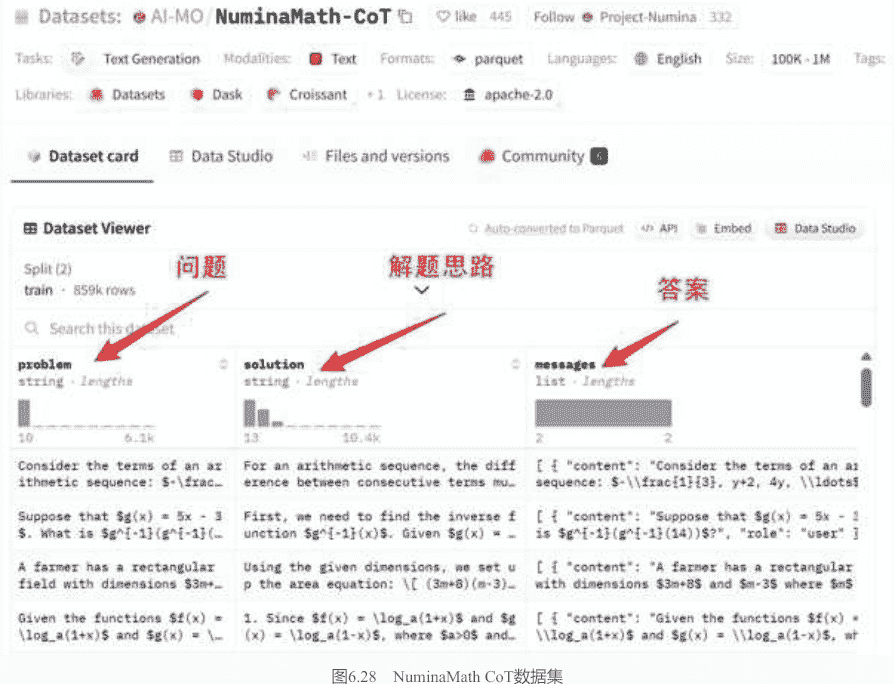 Datasets: AI-MO/NuminaMath-CoT like 445 Follow Project-Numina 332
Tasks: Text Generation Modalities: Text Formats: parquet Languages: English Size: 100K - 1M Tags:
Libraries: Datasets Dask Croissant +1 License: apache-2.0
Dataset card Data Studio Files and versions Community 6
Dataset Viewer Auto-converted to Parquet API Embed Data Studio
Split (2)
train · 859k rows
问题
解题思路
答案
Search this dataset
problem solution messages
string · lengths string · lengths list · lengths
10 6.1k 13 10.4k 2 2
Consider the terms of an ar For an arithmetic sequence, the diff [ { "content": "Consider the terms of an ar
ithmetic sequence: $-\frac… erence between consecutive terms mu… sequence: $-\\frac{1}{3}, y+2, 4y, \\ldots$
Suppose that $g(x) = 5x - 3 First, we need to find the inverse f [ { "content": "Suppose that $g(x) = 5x - 3
$. What is $g^{-1}(g^{-1}(… unction $g^{-1}(x)$. Given $g(x) = … is $g^{-1}(g^{-1}(14))$?", "role": "user" }
A farmer has a rectangular Using the given dimensions, we set u [ { "content": "A farmer has a rectangular
field with dimensions $3m+… p the area equation: \[ (3m+8)(m-3)… with dimensions $3m+8$ and $m-3$ where $m$
Given the functions $f(x) = 1. Since $f(x) = \log_a(1+x)$ and $g [ { "content": "Given the functions $f(x) =
\log_a(1+x)$ and $g(x) = \… (x) = \log_a(1-x)$, where $a>0$ and… \\log_a(1+x)$ and $g(x) = \\log_a(1-x)$, wh
图6.28 NuminaMath CoT数据集